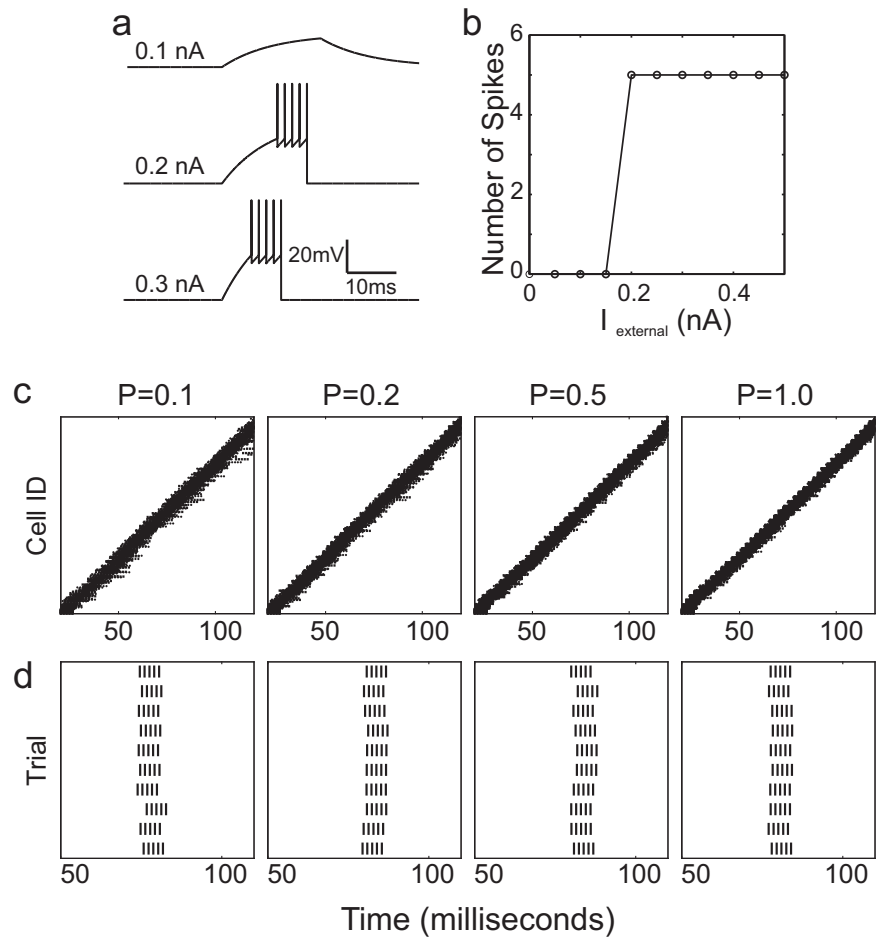 a
0.1 nA
0.2 nA
0.3 nA
20mV
10ms
b
Number of Spikes
6
4
2
0
0 0.2 0.4
I external (nA)
c
P=0.1 P=0.2 P=0.5 P=1.0
Cell ID
50 100 50 100 50 100 50 100
d
Trial
50 100 50 100 50 100 50 100
Time (milliseconds)